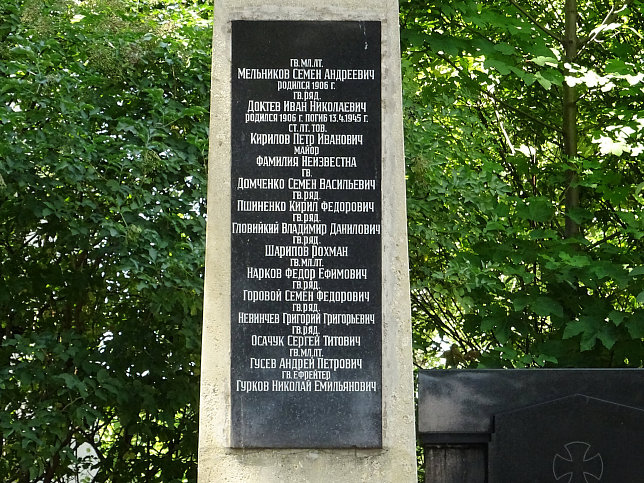 ГВ.МЛ.ЛТ.
МЕЛЬНИКОВ СЕМЕН АНДРЕЕВИЧ
РОДИЛСЯ 1906 Г.
ГВ.РЯД.
ДОКТЕВ ИВАН НИКОЛАЕВИЧ
РОДИЛСЯ 1906 Г. ПОГИБ 13.4.1945 Г.
СТ.ЛТ. ТОВ.
КИРИЛОВ ПЕТР ИВАНОВИЧ
МАЙОР
ФАМИЛИЯ НЕИЗВЕСТНА
ГВ.
ДОМЧЕНКО СЕМЕН ВАСИЛЬЕВИЧ
ГВ.РЯД.
ПШИНЕНКО КИРИЛ ФЕДОРОВИЧ
ГВ.РЯД.
ГЛОВИЙКИЙ ВЛАДИМИР ДАНИЛОВИЧ
ГВ.РЯД.
ШАРИПОВ РОХМАН
ГВ.МЛ.ЛТ.
НАРКОВ ФЕДОР ЕФИМОВИЧ
ГВ.РЯД.
ГОРОВОЙ СЕМЕН ФЕДОРОВИЧ
ГВ.РЯД.
НЕВИНЧЕВ ГРИГОРИЙ ГРИГОРЬЕВИЧ
ГВ.РЯД.
ОСАЧУК СЕРГЕЙ ТИТОВИЧ
ГВ.МЛ.ЛТ.
ГУСЕВ АНДРЕЙ ПЕТРОВИЧ
ГВ.ЕФРЕЙТЕР
ГУРКОВ НИКОЛАЙ ЕМИЛЬЯНОВИЧ